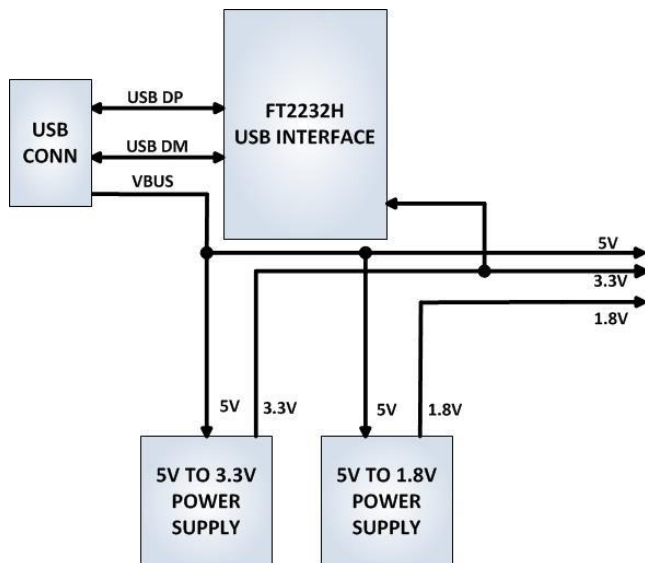 FT2232H
USB INTERFACE
USB
CONN
USB DP
USB DM
VBUS
5V
3.3V
1.8V
5V
3.3V
5V
1.8V
5V TO 3.3V
POWER
SUPPLY
5V TO 1.8V
POWER
SUPPLY